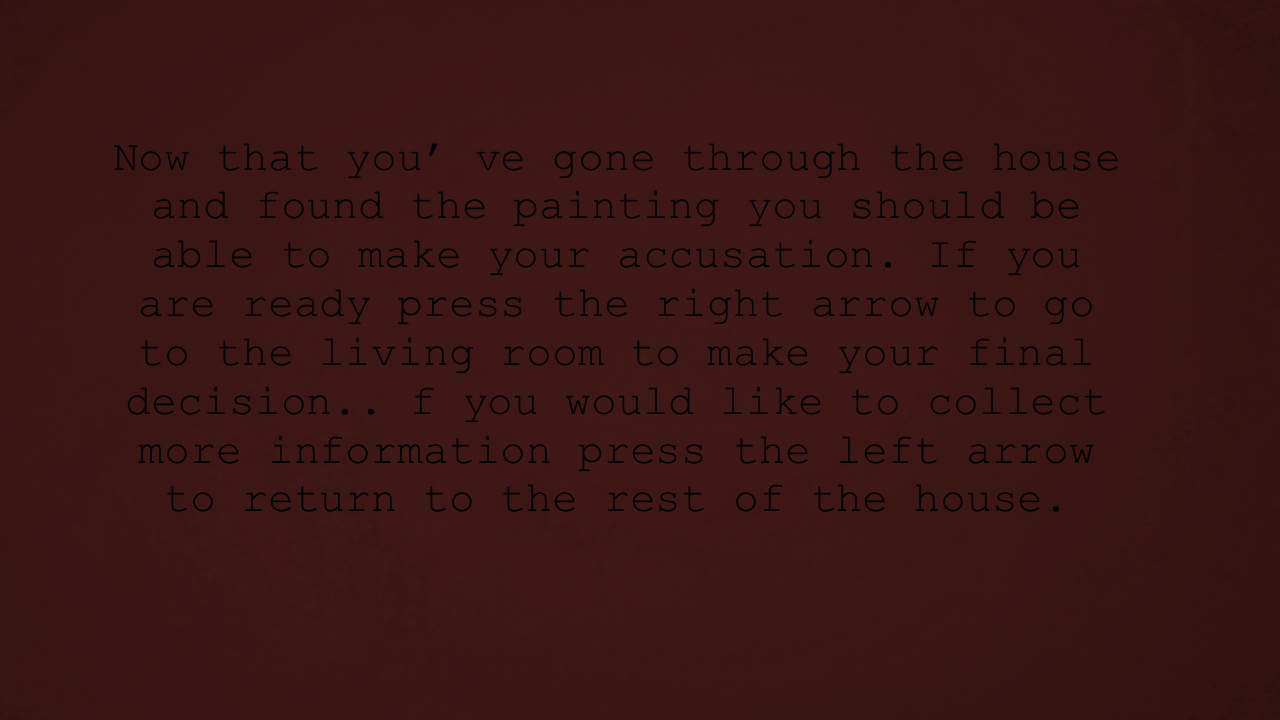 Now that you’ ve gone through the house
and found the painting you should be
able to make your accusation. If you
are ready press the right arrow to go
to the living room to make your final
decision.. f you would like to collect
more information press the left arrow
to return to the rest of the house.